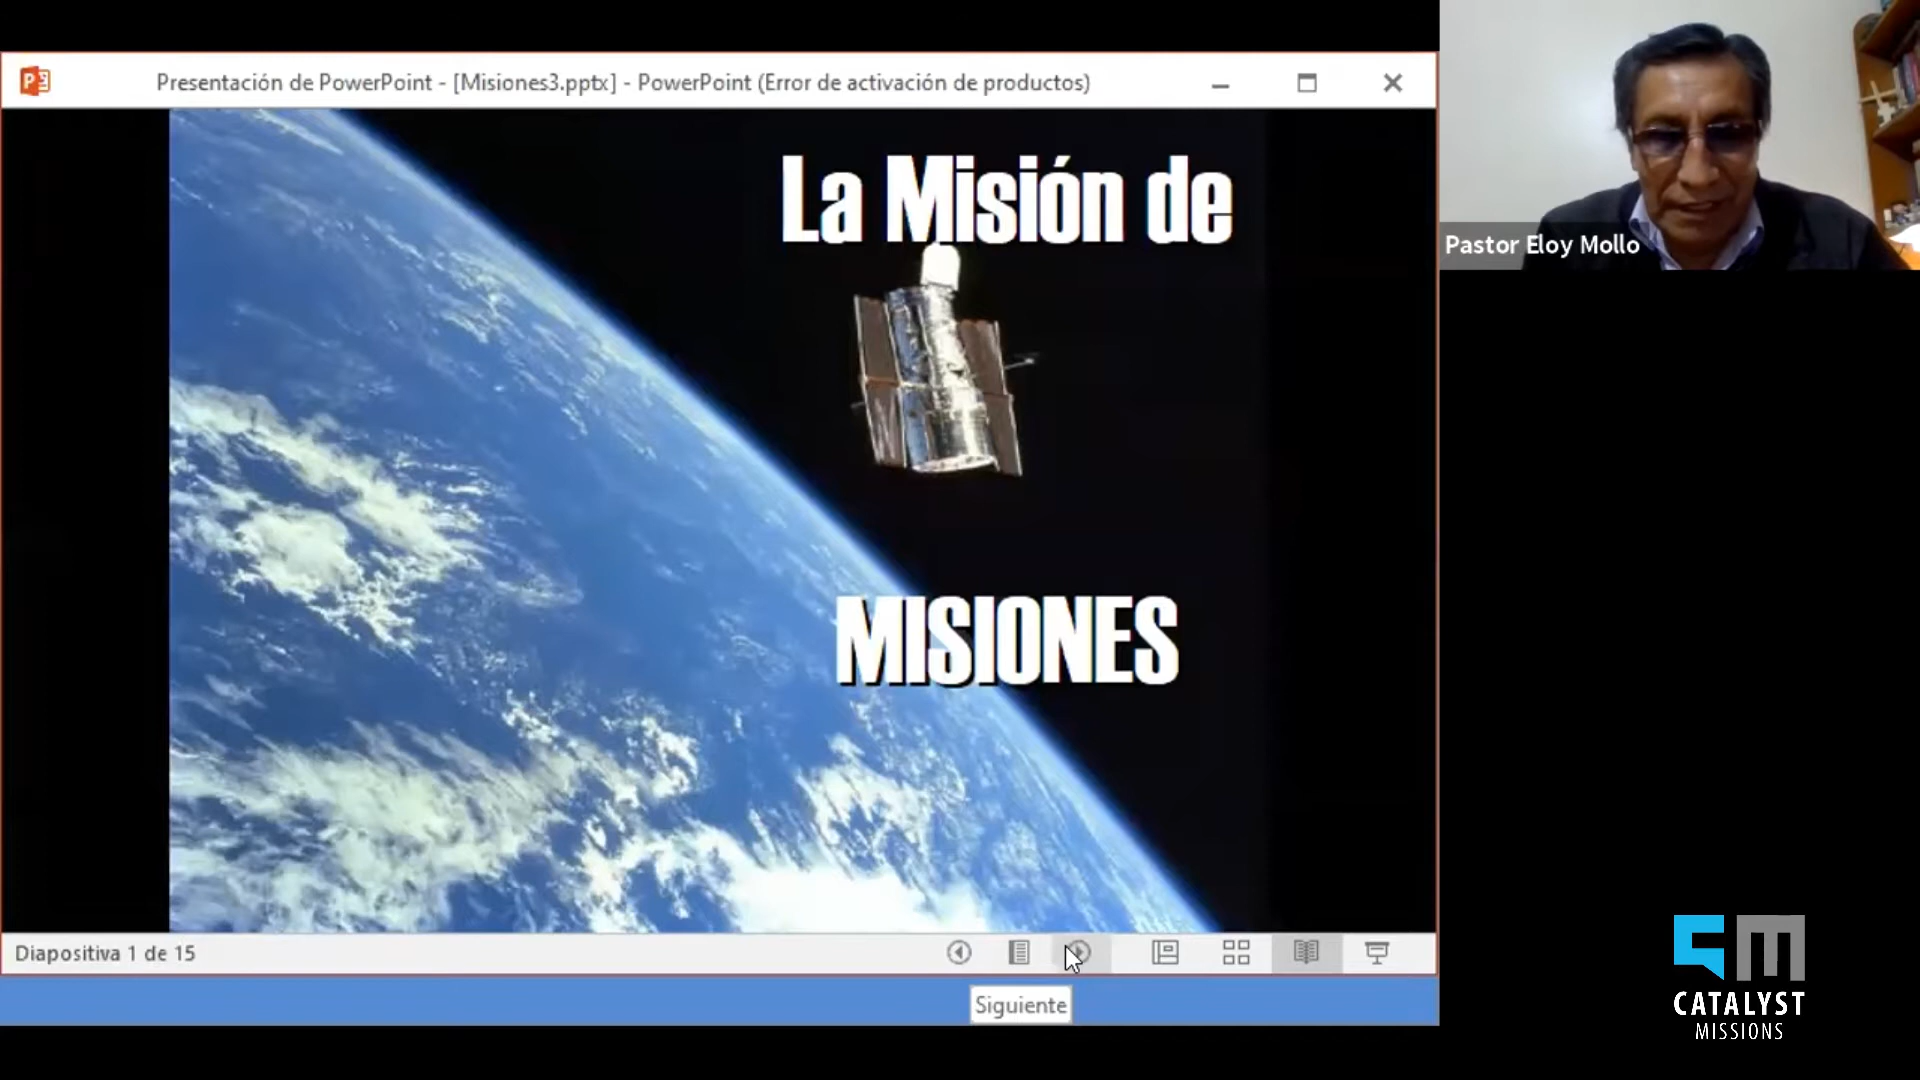 Presentación de PowerPoint - [Misiones3.pptx] - PowerPoint (Error de activación de productos)
La Misión de
MISIONES
Diapositiva 1 de 15
Siguiente
Pastor Eloy Mollo
CATALYST
MISSIONS